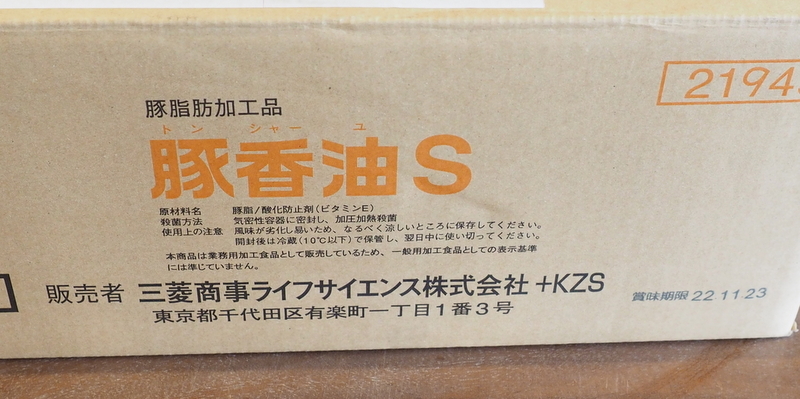 21943
豚脂肪加工品
トン シャー ユ
豚香油S
原材料名 豚脂/酸化防止剤(ビタミンE)
殺菌方法 気密性容器に密封し、加圧加熱殺菌
使用上の注意 風味が劣化し易いため、なるべく涼しいところに保存してください。
開封後は冷蔵(10℃以下)で保管し、翌日中に使い切ってください。
本商品は業務用加工食品として販売しているため、一般用加工食品としての表示基準
には準じていません。
販売者 三菱商事ライフサイエンス株式会社 +KZS
東京都千代田区有楽町一丁目1番3号
賞味期限 22.11.23